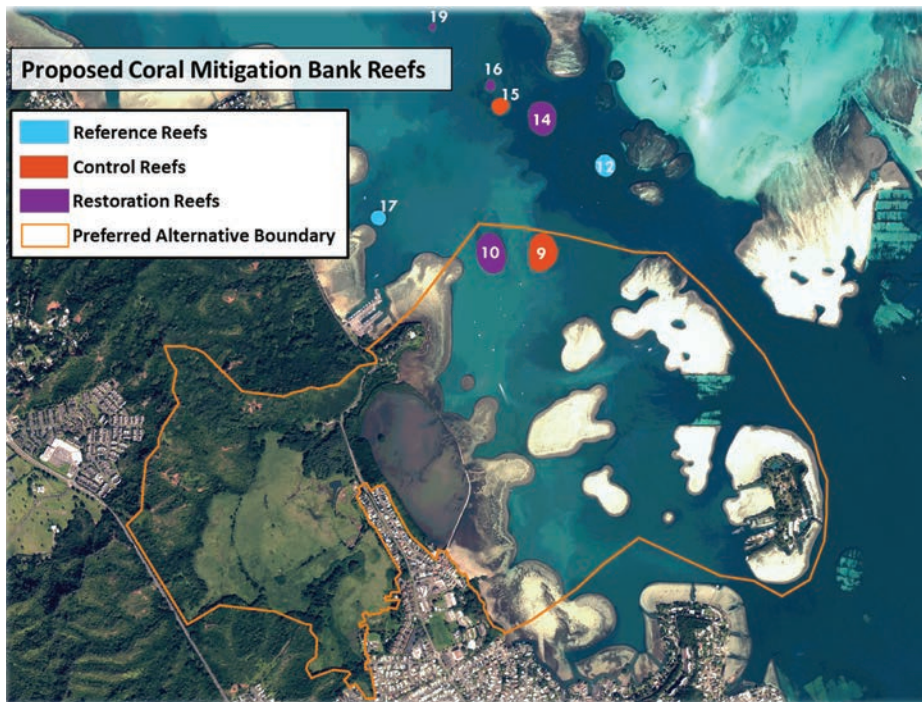 19
Proposed Coral Mitigation Bank Reefs
16
15
14
Reference Reefs
Control Reefs
12
Restoration Reefs
17
Preferred Alternative Boundary
10
9